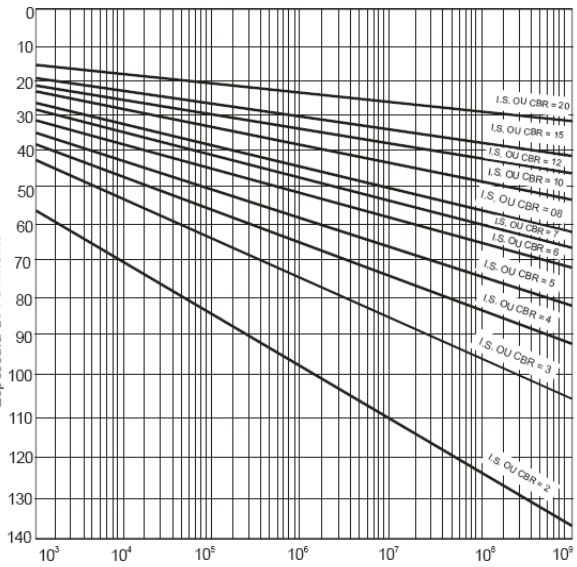 0
10
20
30
40
50
60
70
80
90
100
110
120
130
140
I.S. OU CBR = 20
I.S. OU CBR = 15
I.S. OU CBR = 12
I.S. OU CBR = 10
I.S. OU CBR = 08
I.S. OU CBR = 7
I.S. OU CBR = 6
I.S. OU CBR = 5
I.S. OU CBR = 4
I.S. OU CBR = 3
I.S. OU CBR = 2
10³ 10⁴ 10⁵ 10⁶ 10⁷ 10⁸ 10⁹